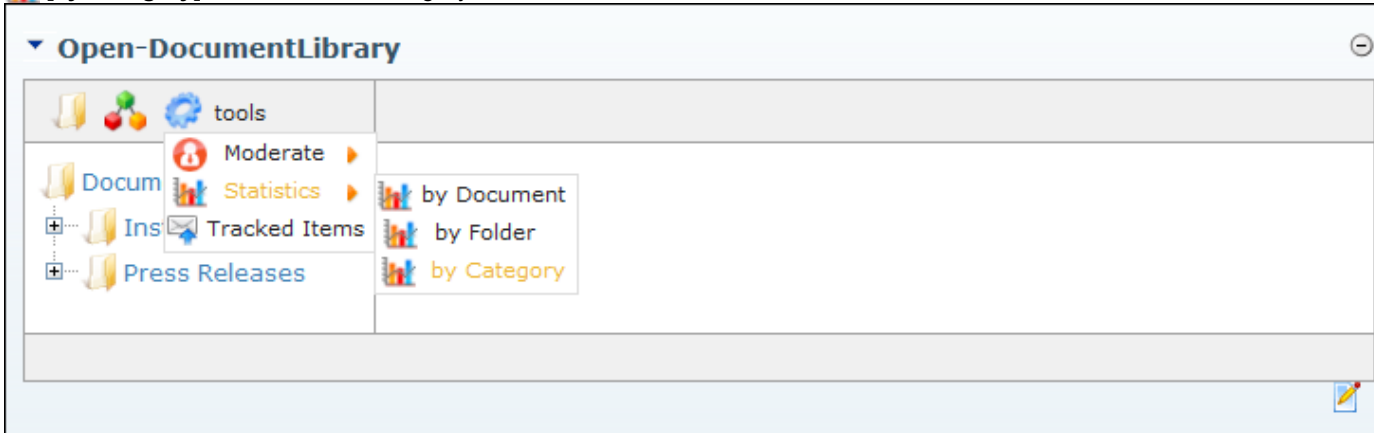 Open-DocumentLibrary
tools
Moderate
Docum
Statistics
by Document
Ins
Tracked Items
by Folder
Press Releases
by Category